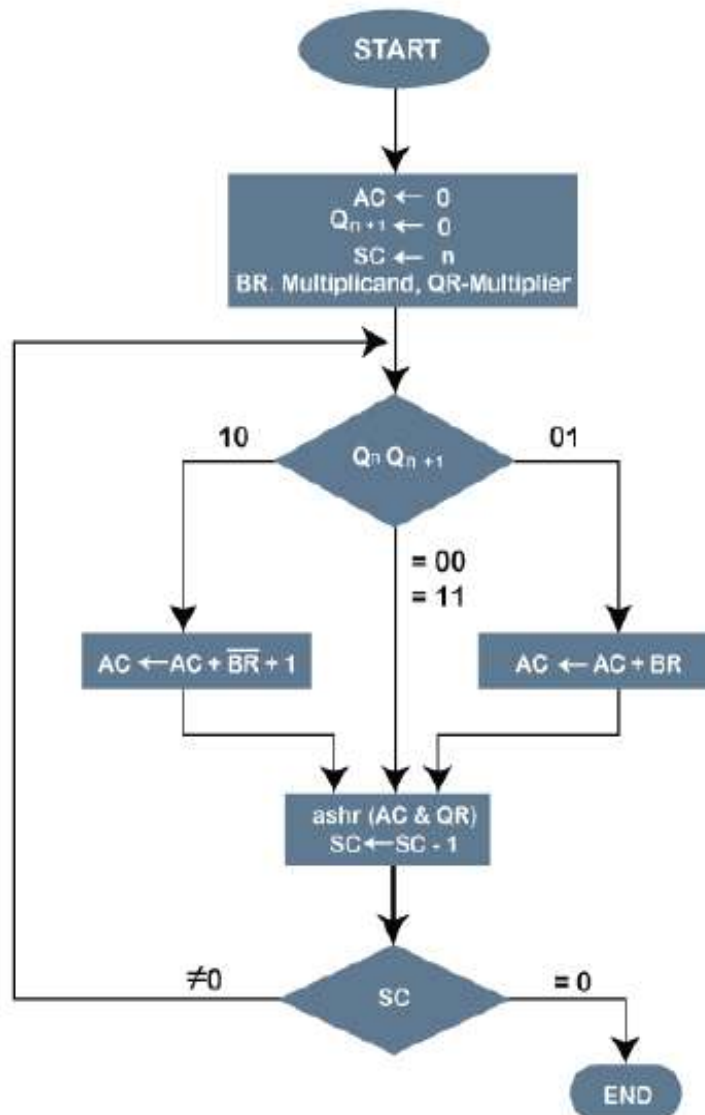 START
AC ← 0
Qn+1 ← 0
SC ← n
BR. Multiplicand, QR-Multiplier
10
Qn Qn+1
01
= 00
= 11
AC ← AC + B̅R̅ + 1
AC ← AC + BR
ashr (AC & QR)
SC ← SC - 1
≠0
SC
= 0
END